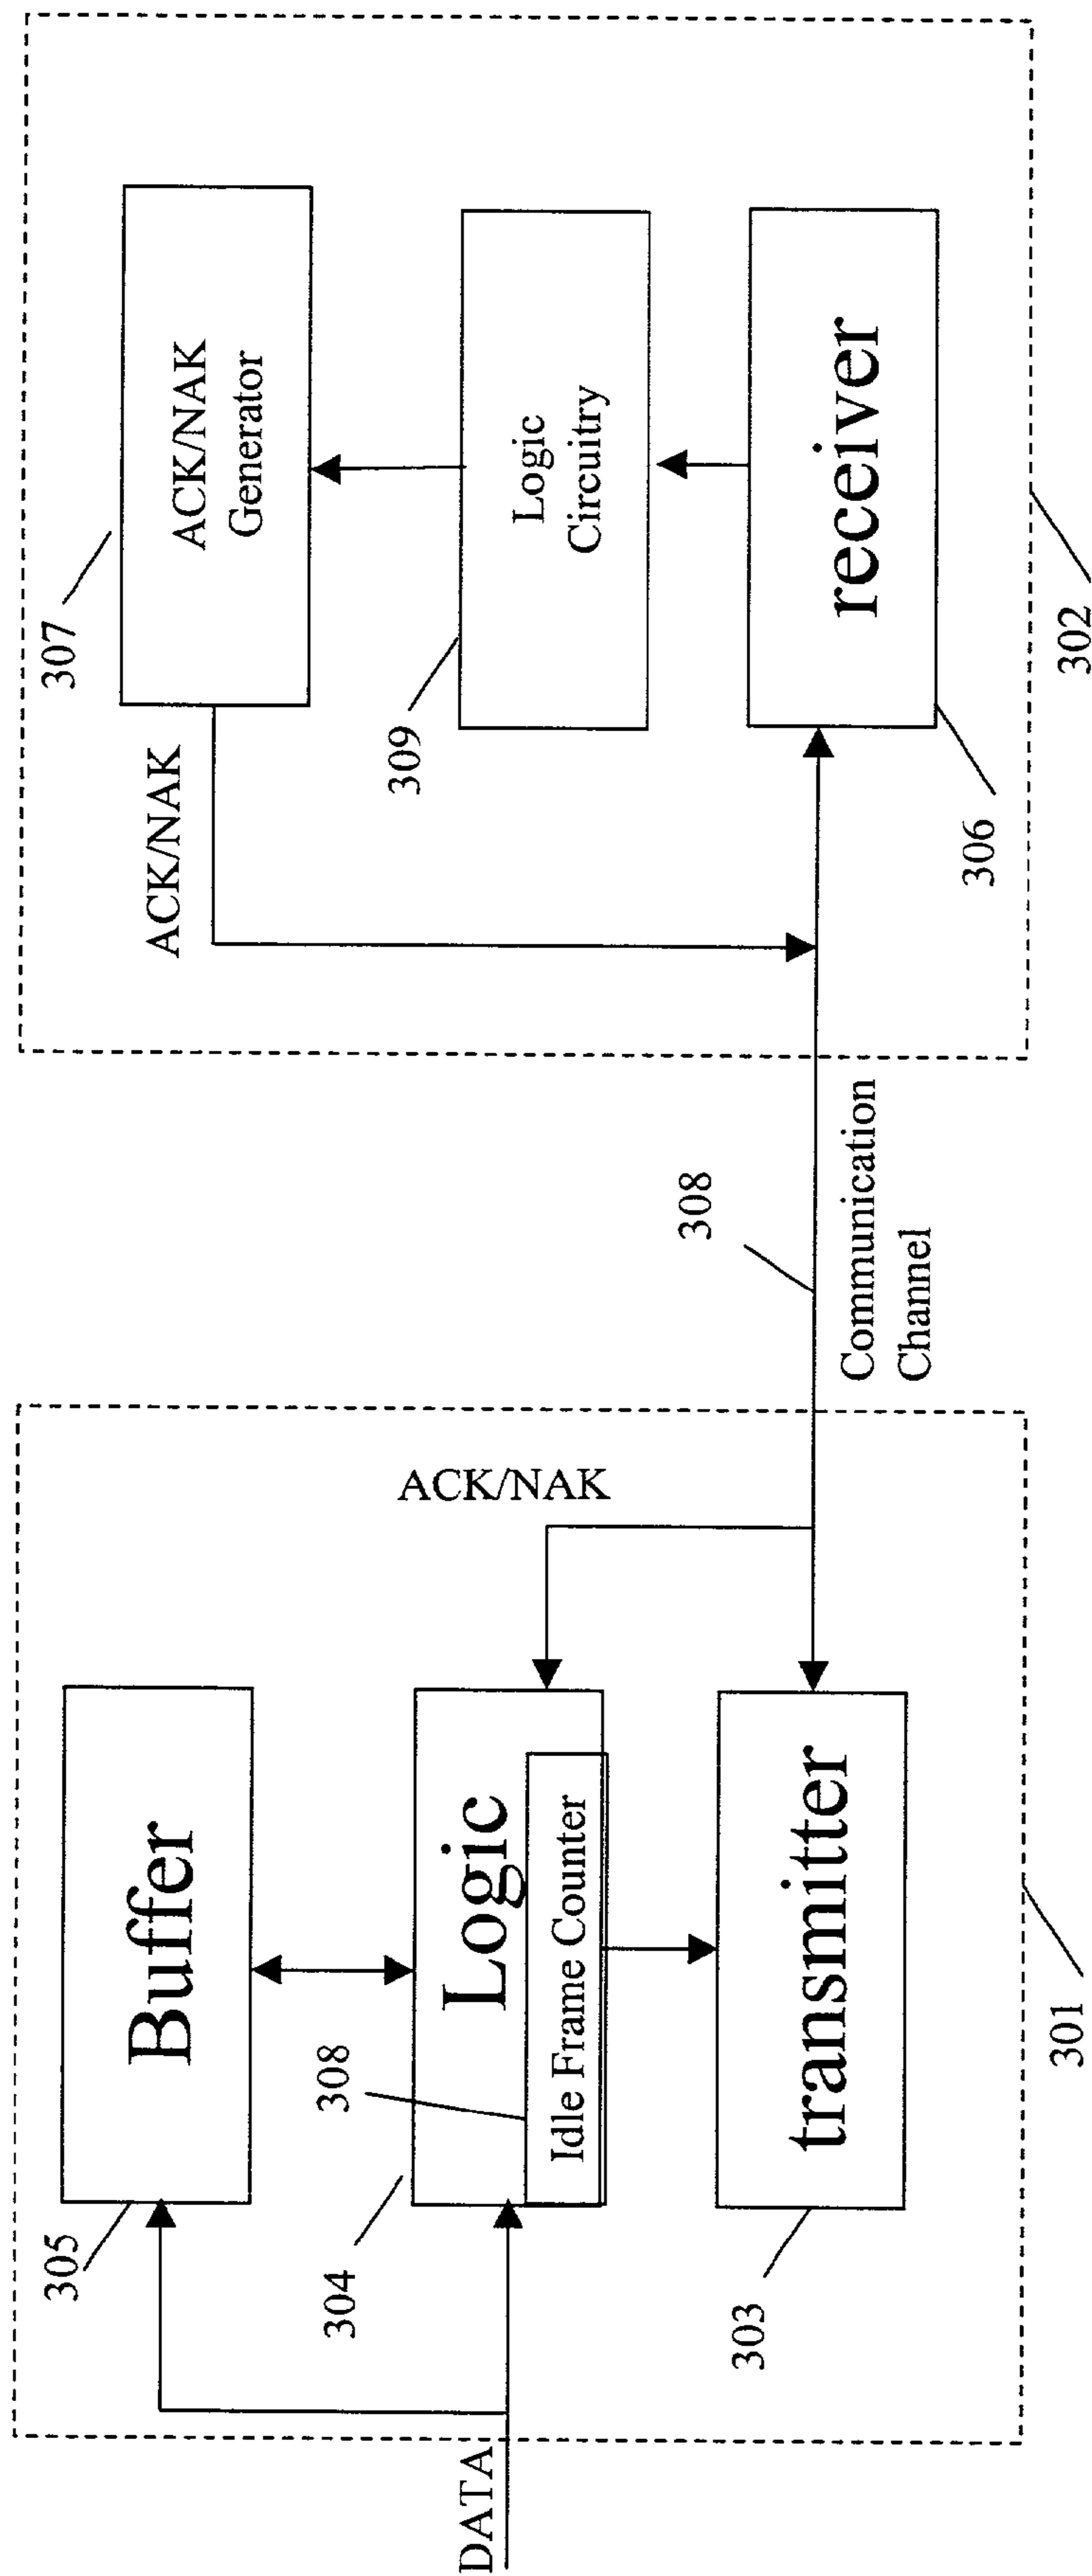 DATA
305
Buffer
304
308
Logic
Idle Frame Counter
303
transmitter
301
ACK/NAK
308
Communication
Channel
ACK/NAK
307
ACK/NAK
Generator
309
Logic
Circuitry
306
receiver
302